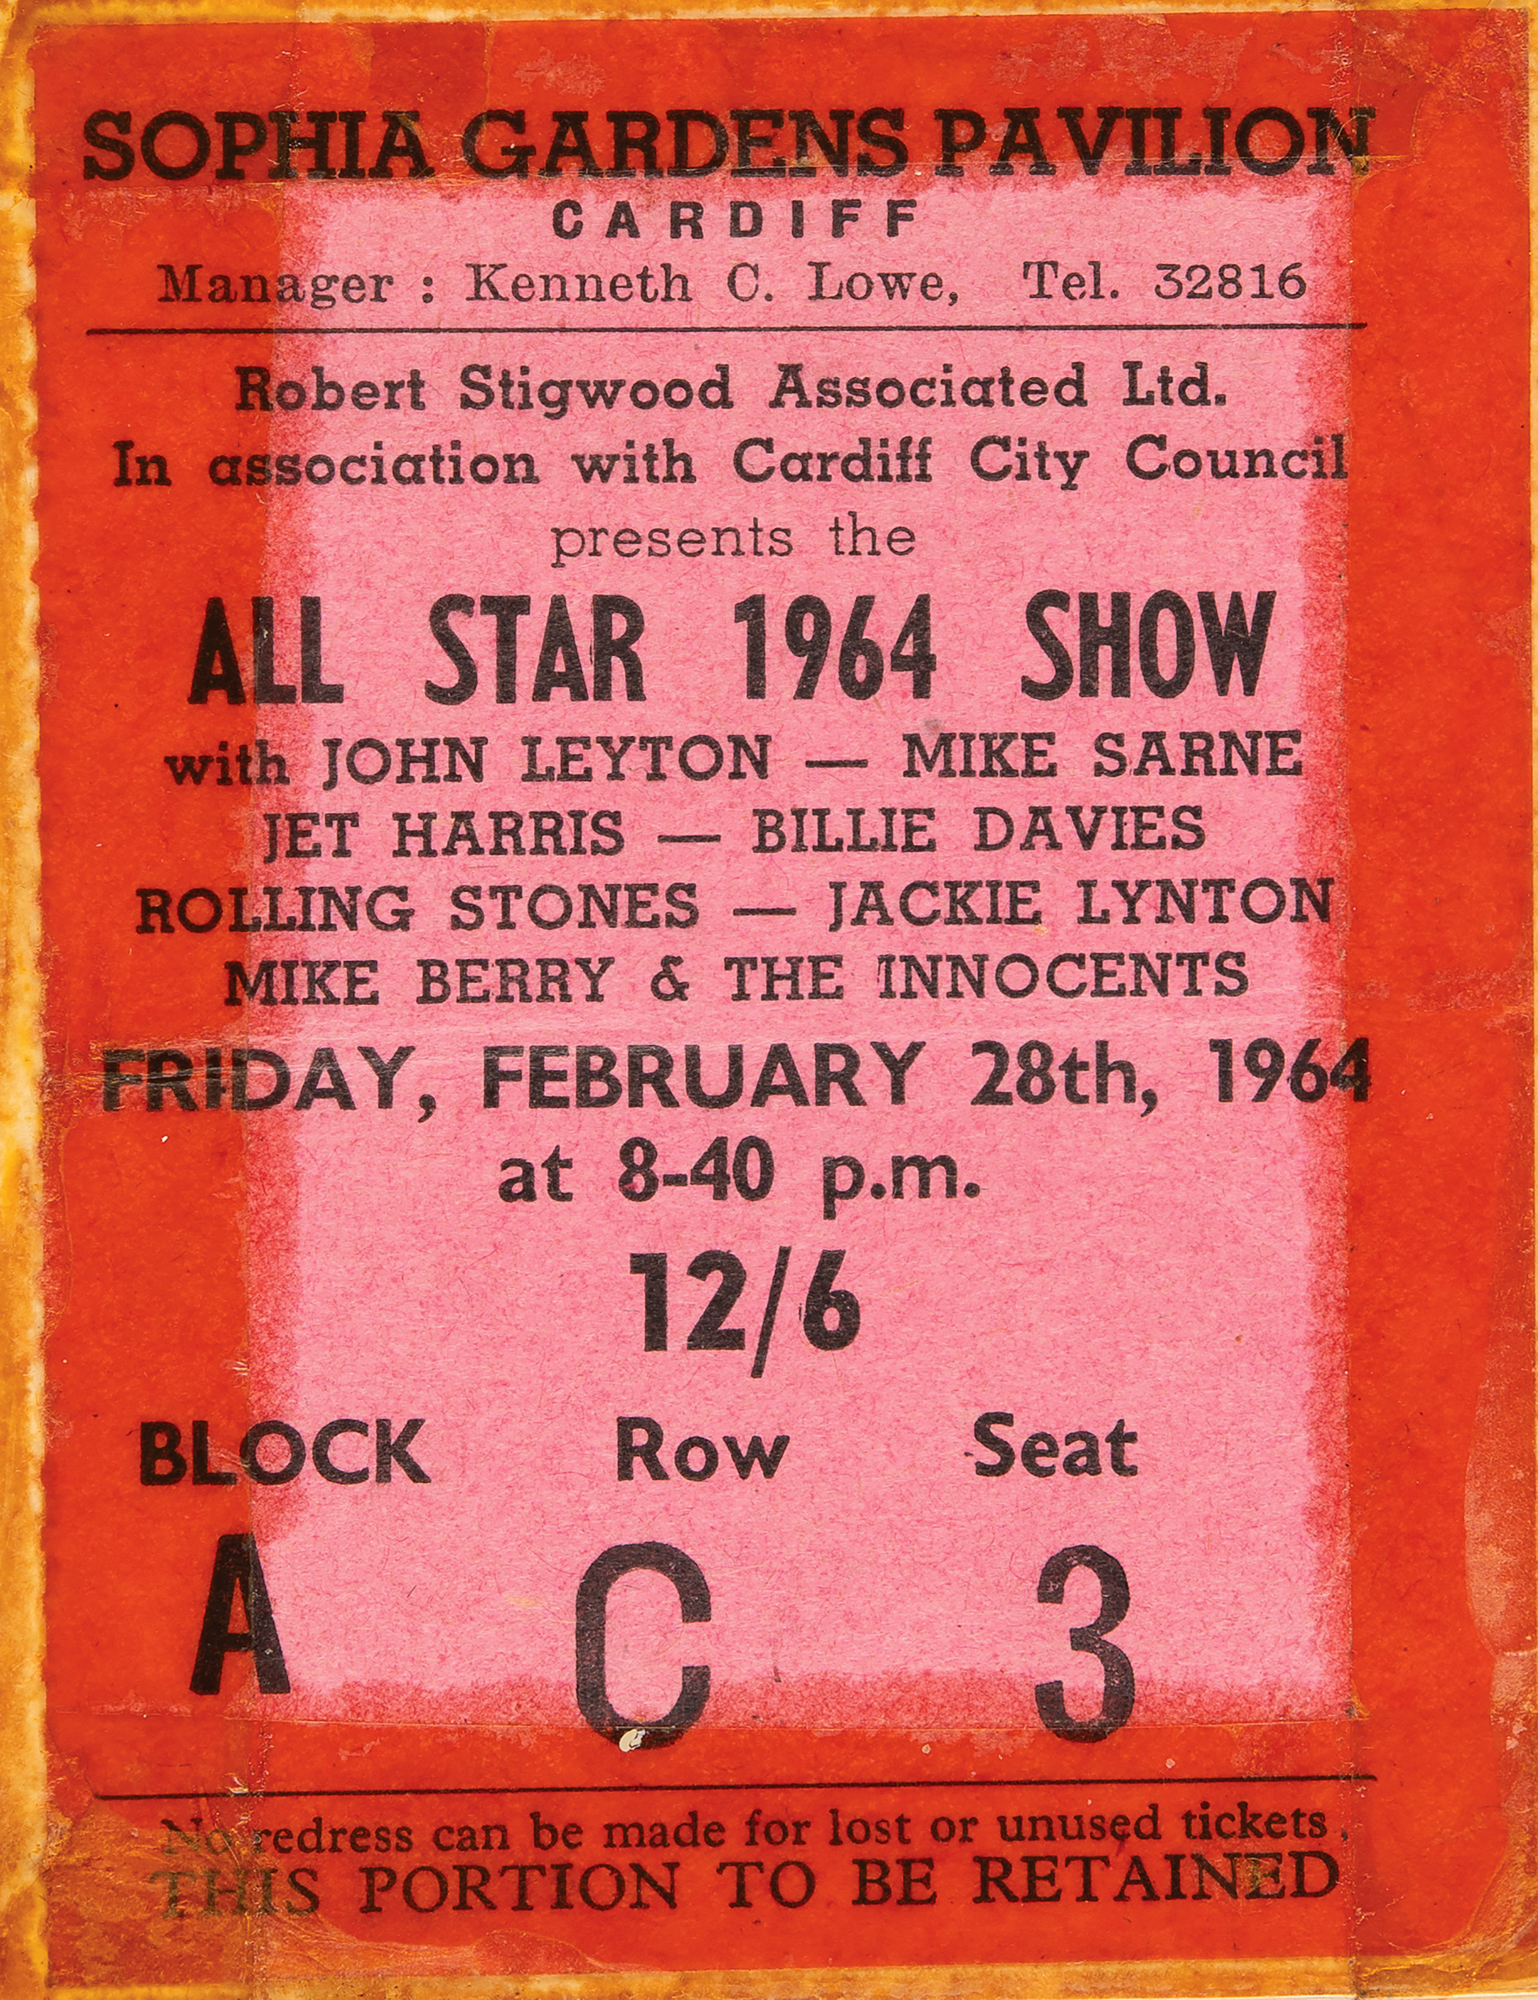 SOPHIA GARDENS PAVILION
CARDIFF
Manager : Kenneth C. Lowe, Tel. 32816
Robert Stigwood Associated Ltd.
In association with Cardiff City Council
presents the
ALL STAR 1964 SHOW
with JOHN LEYTON — MIKE SARNE
JET HARRIS — BILLIE DAVIES
ROLLING STONES — JACKIE LYNTON
MIKE BERRY & THE INNOCENTS
FRIDAY, FEBRUARY 28th, 1964
at 8-40 p.m.
12/6
BLOCK Row Seat
A C 3
No redress can be made for lost or unused tickets.
THIS PORTION TO BE RETAINED